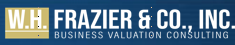 W.H. FRAZIER & CO., INC.
BUSINESS VALUATION CONSULTING